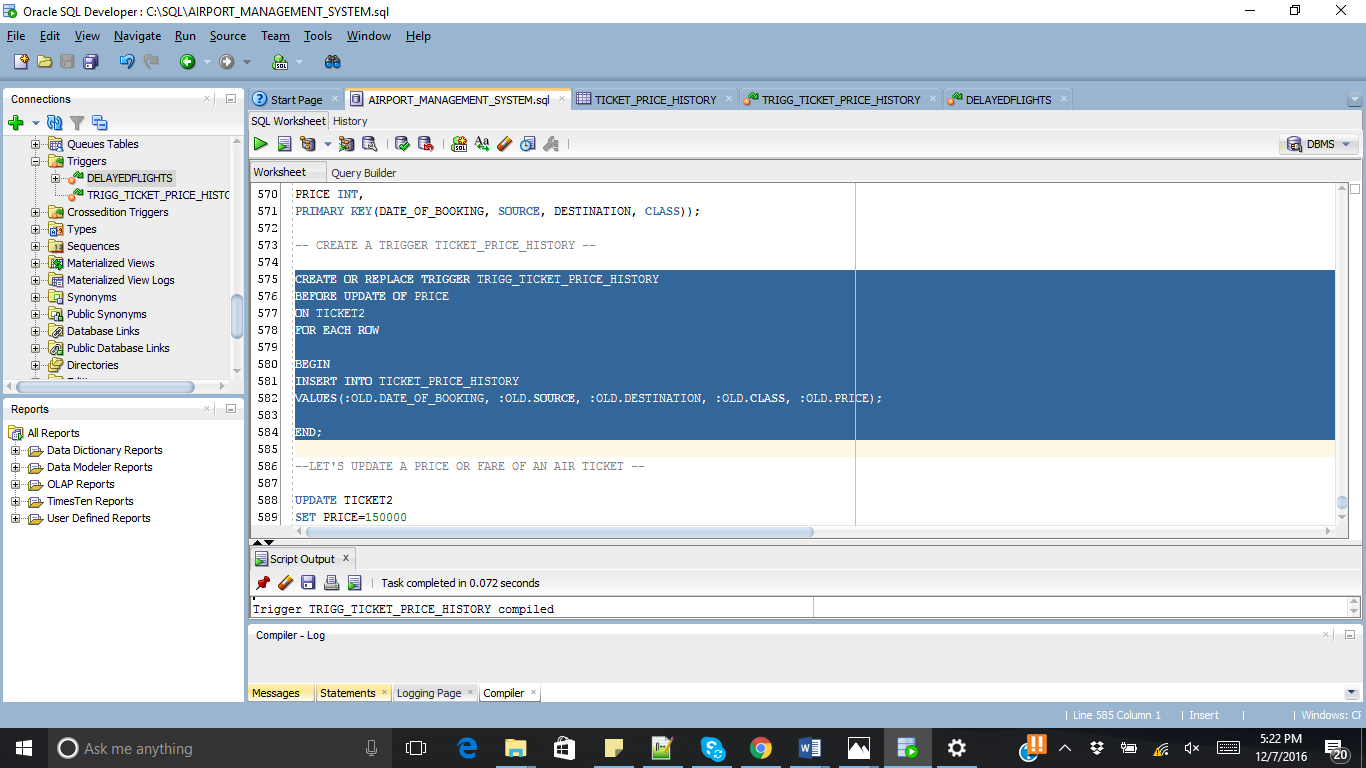 Oracle SQL Developer : C:\SQL\AIRPORT_MANAGEMENT_SYSTEM.sql
File Edit View Navigate Run Source Team Tools Window Help
Connections
Queues Tables
Triggers
DELAYEDFLIGHTS
TRIGG_TICKET_PRICE_HISTO
Crossedition Triggers
Types
Sequences
Materialized Views
Materialized View Logs
Synonyms
Public Synonyms
Database Links
Public Database Links
Directories
Reports
All Reports
Data Dictionary Reports
Data Modeler Reports
OLAP Reports
TimesTen Reports
User Defined Reports
Start Page AIRPORT_MANAGEMENT_SYSTEM.sql TICKET_PRICE_HISTORY TRIGG_TICKET_PRICE_HISTORY DELAYEDFLIGHTS
SQL Worksheet History
DBMS
Worksheet Query Builder
570 PRICE INT,
571 PRIMARY KEY(DATE_OF_BOOKING, SOURCE, DESTINATION, CLASS));
572
573 -- CREATE A TRIGGER TICKET_PRICE_HISTORY --
574
575 CREATE OR REPLACE TRIGGER TRIGG_TICKET_PRICE_HISTORY
576 BEFORE UPDATE OF PRICE
577 ON TICKET2
578 FOR EACH ROW
579
580 BEGIN
581 INSERT INTO TICKET_PRICE_HISTORY
582 VALUES(:OLD.DATE_OF_BOOKING, :OLD.SOURCE, :OLD.DESTINATION, :OLD.CLASS, :OLD.PRICE);
583
584 END;
585
586 --LET'S UPDATE A PRICE OR FARE OF AN AIR TICKET --
587
588 UPDATE TICKET2
589 SET PRICE=150000
Script Output
Task completed in 0.072 seconds
Trigger TRIGG_TICKET_PRICE_HISTORY compiled
Compiler - Log
Messages Statements Logging Page Compiler
Line 585 Column 1 Insert Windows: CF
Ask me anything
5:22 PM
12/7/2016
20